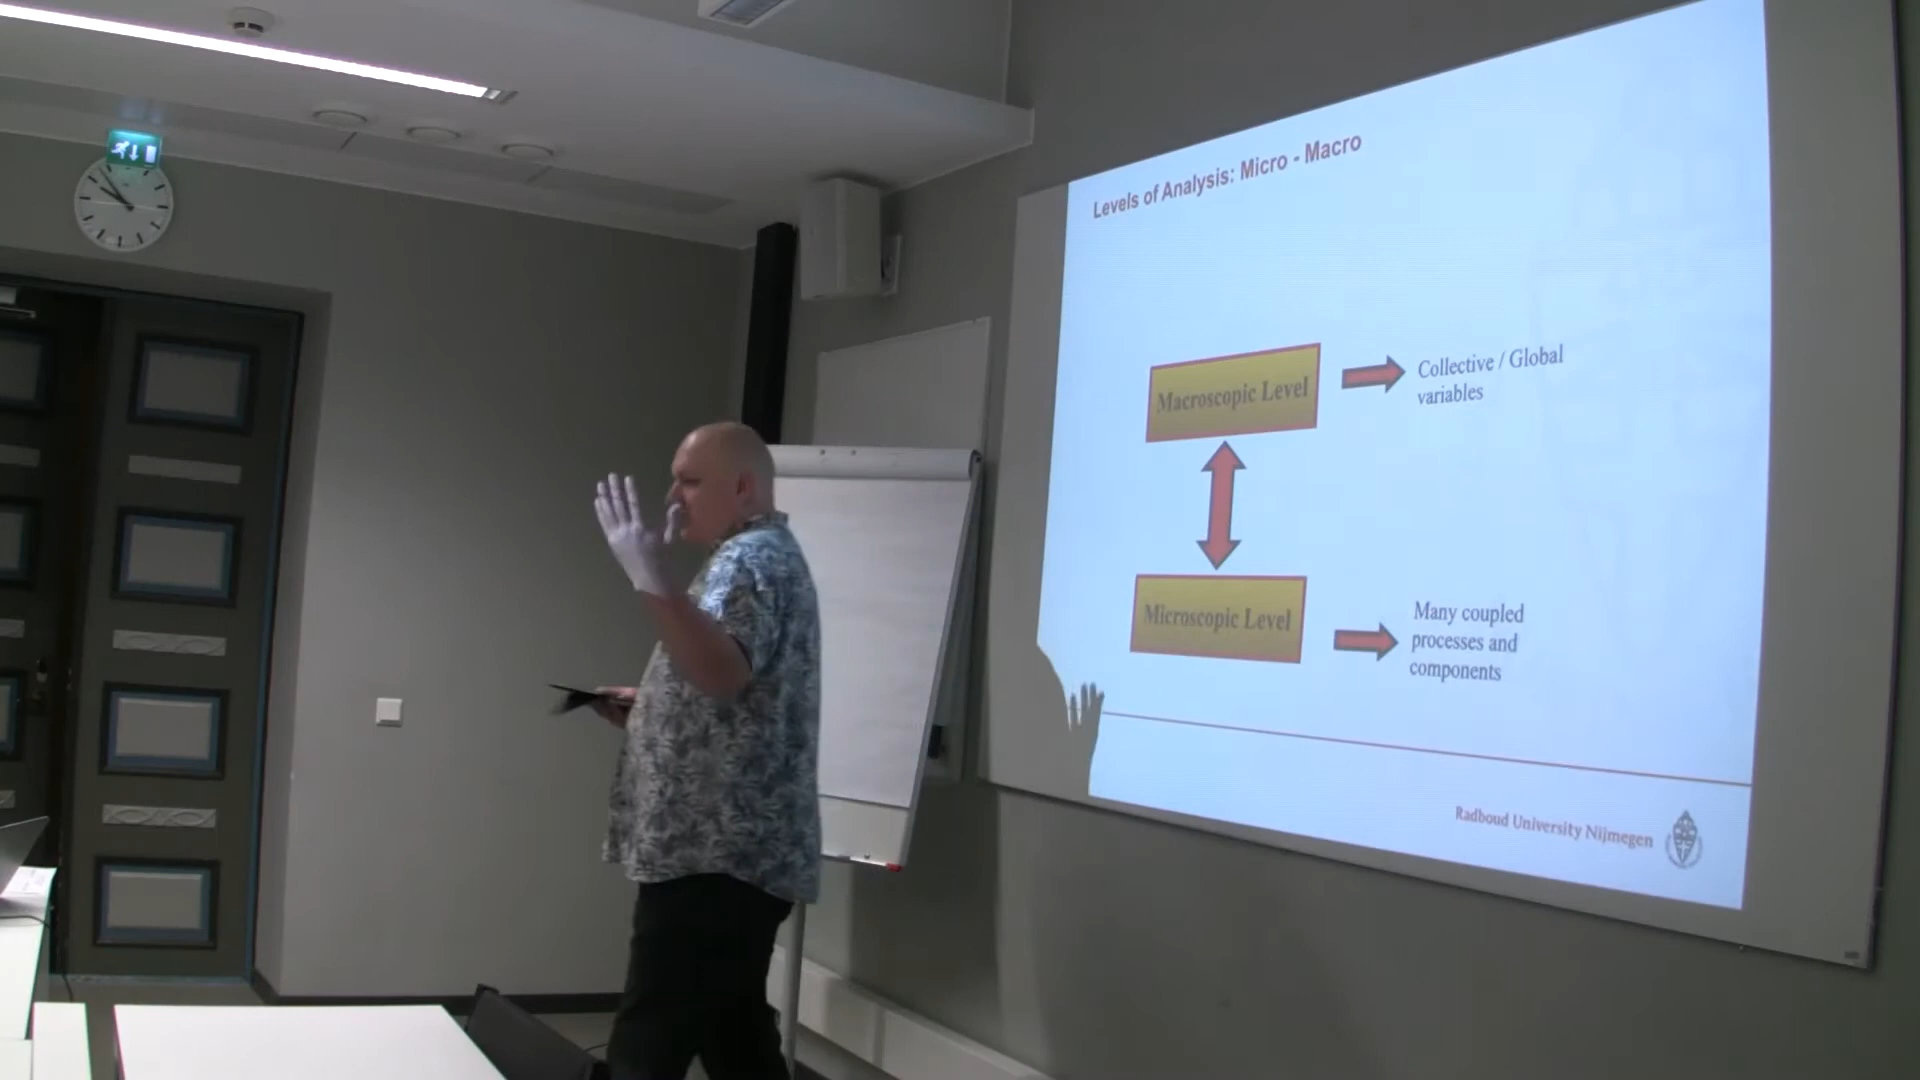 Levels of Analysis: Micro - Macro
Macroscopic Level
Collective / Global
variables
Microscopic Level
Many coupled
processes and
components
Radboud University Nijmegen